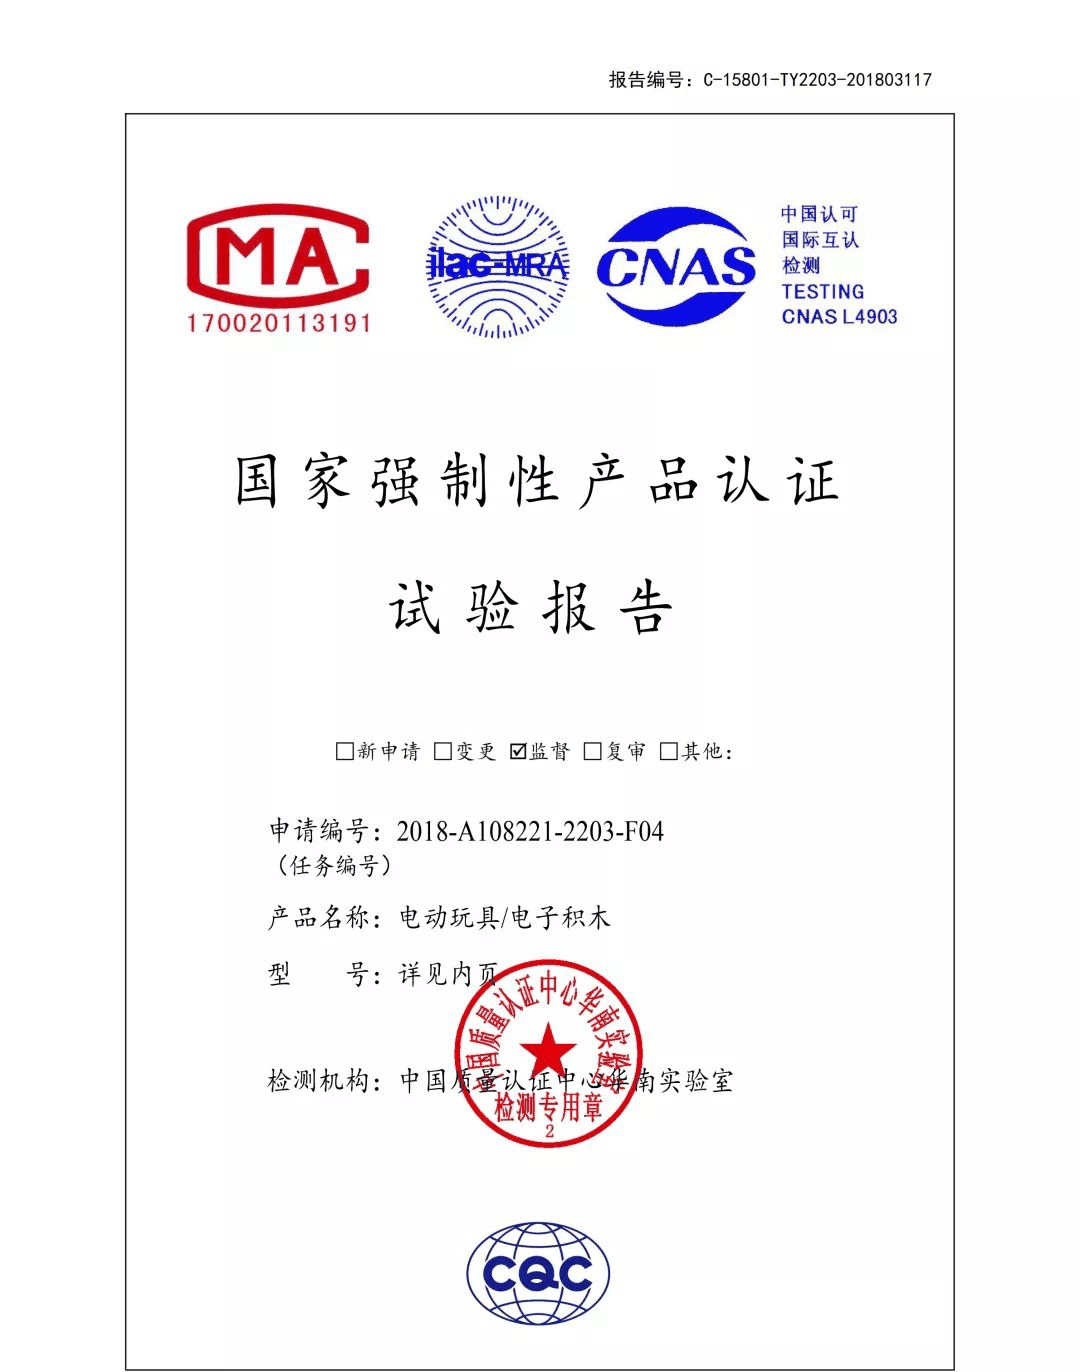 报告编号：C-15801-TY2203-201803117
MA
170020113191
ilac-MRA
CNAS
中国认可
国际互认
检测
TESTING
CNAS L4903
国家强制性产品认证
试验报告
□新申请 □变更 ☑监督 □复审 □其他：
申请编号：2018-A108221-2203-F04
（任务编号）
产品名称：电动玩具/电子积木
型 号：详见内页
检测机构：中国质量认证中心华南实验室
中国质量认证中心华南实验室
检测专用章
2
CQC